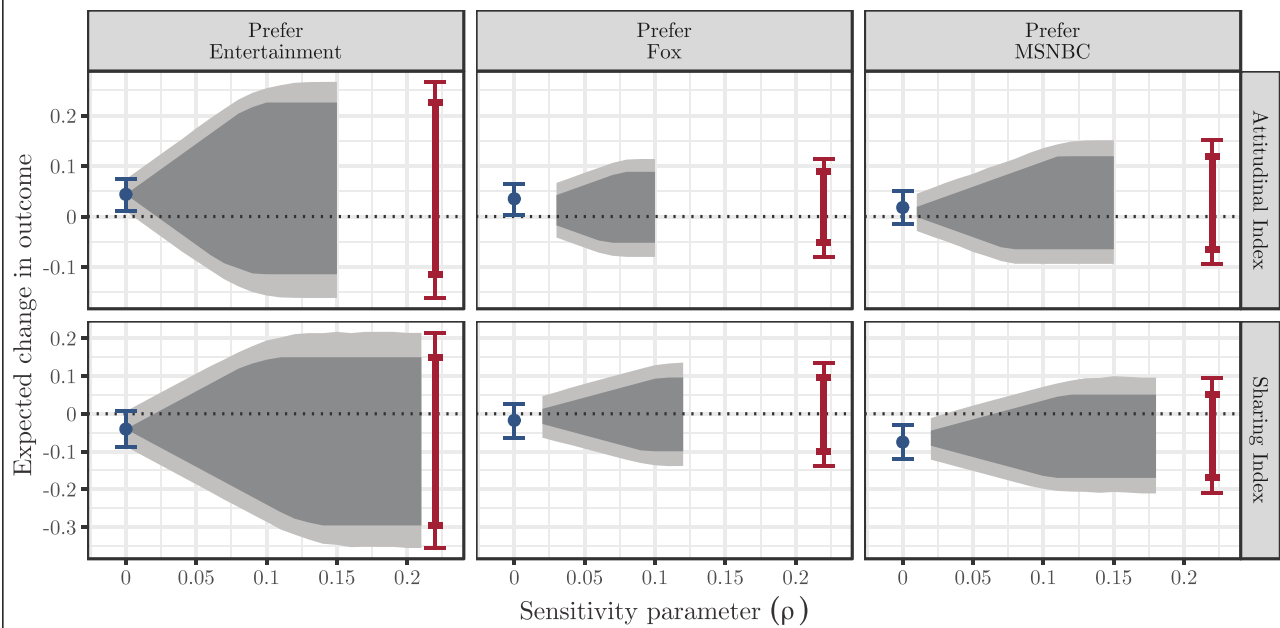 Prefer
Entertainment
Prefer
Fox
Prefer
MSNBC
Expected change in outcome
0.2
0.1
0
-0.1
Attitudinal Index
0.2
0.1
0
-0.1
-0.2
-0.3
Sharing Index
0 0.05 0.1 0.15 0.2
0 0.05 0.1 0.15 0.2
0 0.05 0.1 0.15 0.2
Sensitivity parameter (ρ)